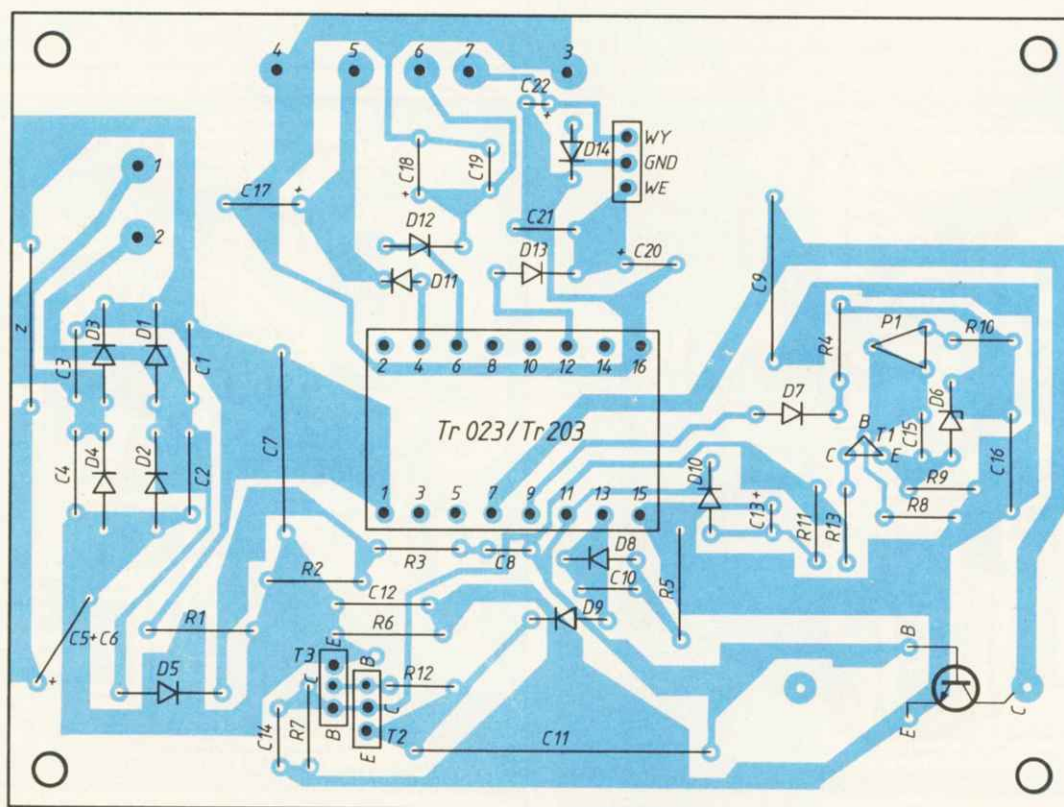 4 5 6 7 3
C22
+
WY
1
D14
GND
C18 C19
WE
C17 +
+
D12
C21
2
D13
+ C20
D11
C9
Z
D3 D1
P1
R10
R4
C3
C1
2 4 6 8 10 12 14 16
D6
D7
Tr 023/Tr203
B
C15
T1
C7
C E
C4
D4 D2
C2
D10
C16
R9
1 3 5 7 9 11 13 15
C13 +
R8
R11
R13
R3
C8
D8
R2
C10
R5
C12
C5+C6
R1
R6
D9
B
E
T3
B
D5
C
R12
+
C
C
C14
R7
B
T2
C11
E
E